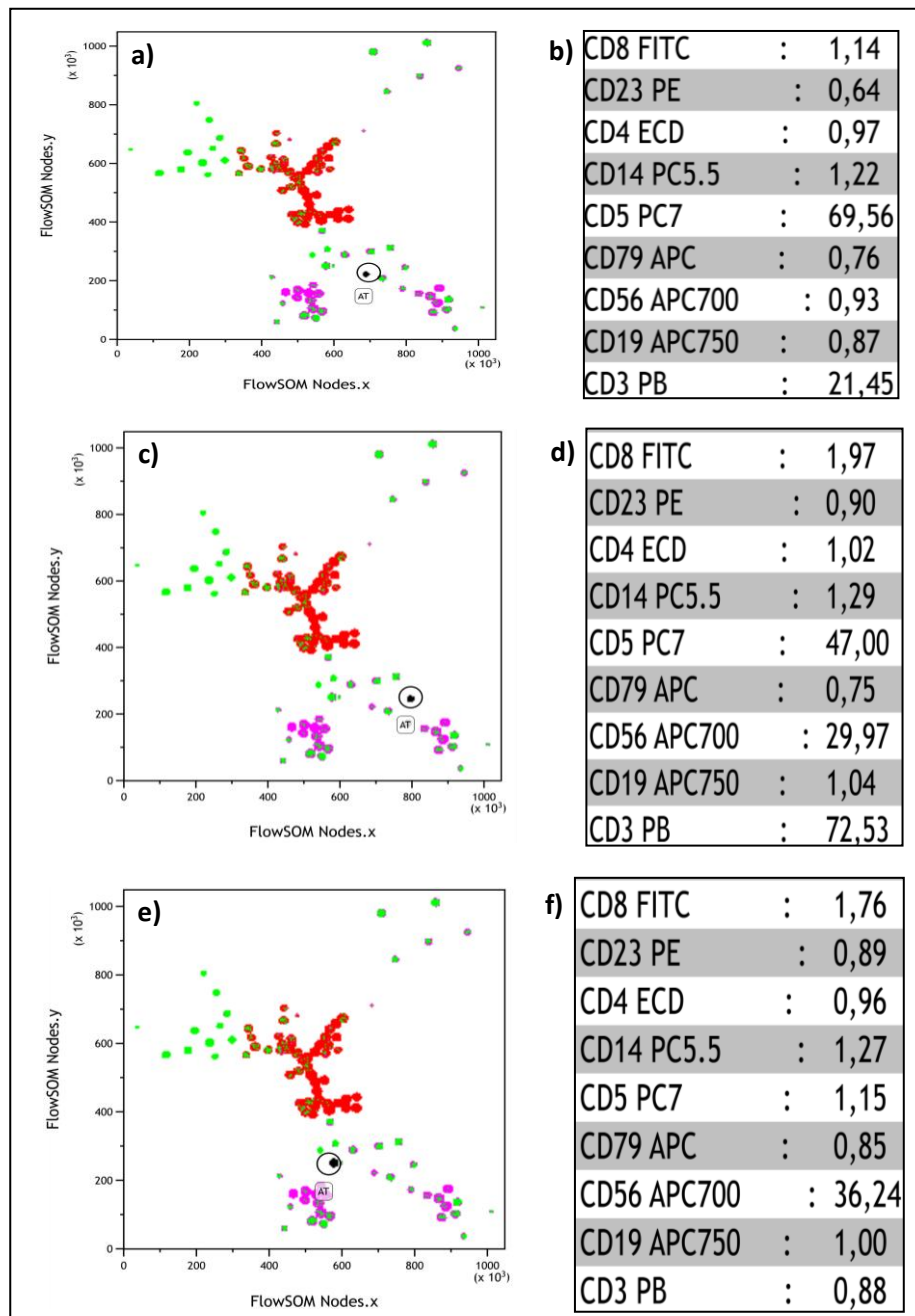 a)
(x 10³)
1000
800
600
400
200
0
FlowSOM Nodes.y
AT
0 200 400 600 800 1000
(x 10³)
FlowSOM Nodes.x
b)
CD8 FITC : 1,14
CD23 PE : 0,64
CD4 ECD : 0,97
CD14 PC5.5 : 1,22
CD5 PC7 : 69,56
CD79 APC : 0,76
CD56 APC700 : 0,93
CD19 APC750 : 0,87
CD3 PB : 21,45
c)
(x 10³)
1000
800
600
400
200
0
FlowSOM Nodes.y
AT
0 200 400 600 800 1000
(x 10³)
FlowSOM Nodes.x
d)
CD8 FITC : 1,97
CD23 PE : 0,90
CD4 ECD : 1,02
CD14 PC5.5 : 1,29
CD5 PC7 : 47,00
CD79 APC : 0,75
CD56 APC700 : 29,97
CD19 APC750 : 1,04
CD3 PB : 72,53
e)
(x 10³)
1000
800
600
400
200
0
FlowSOM Nodes.y
AT
0 200 400 600 800 1000
(x 10³)
FlowSOM Nodes.x
f)
CD8 FITC : 1,76
CD23 PE : 0,89
CD4 ECD : 0,96
CD14 PC5.5 : 1,27
CD5 PC7 : 1,15
CD79 APC : 0,85
CD56 APC700 : 36,24
CD19 APC750 : 1,00
CD3 PB : 0,88